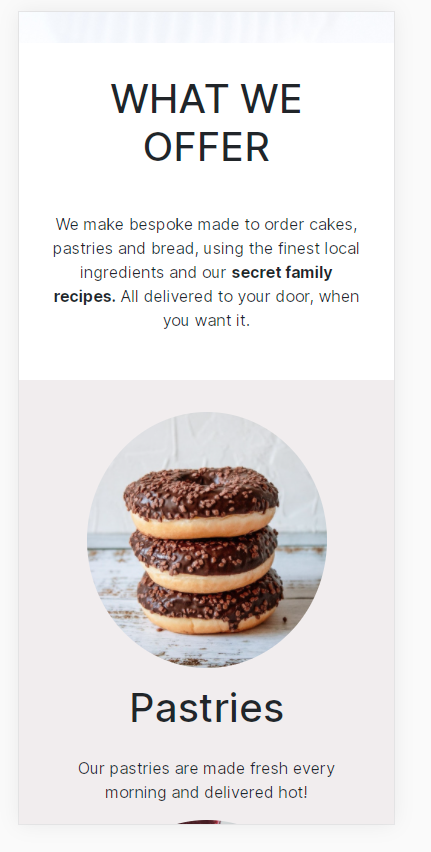 WHAT WE
OFFER
We make bespoke made to order cakes,
pastries and bread, using the finest local
ingredients and our secret family
recipes. All delivered to your door, when
you want it.
Pastries
Our pastries are made fresh every
morning and delivered hot!